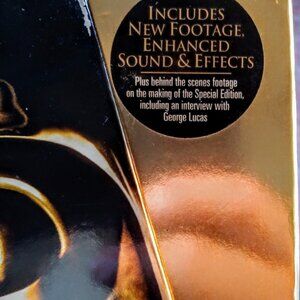 INCLUDES
NEW FOOTAGE,
ENHANCED
SOUND & EFFECTS
Plus behind the scenes footage
on the making of the Special Edition,
including an interview with
George Lucas